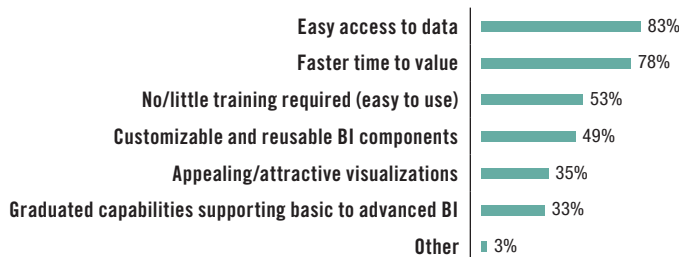 Easy access to data 83%
Faster time to value 78%
No/little training required (easy to use) 53%
Customizable and reusable BI components 49%
Appealing/attractive visualizations 35%
Graduated capabilities supporting basic to advanced BI 33%
Other 3%